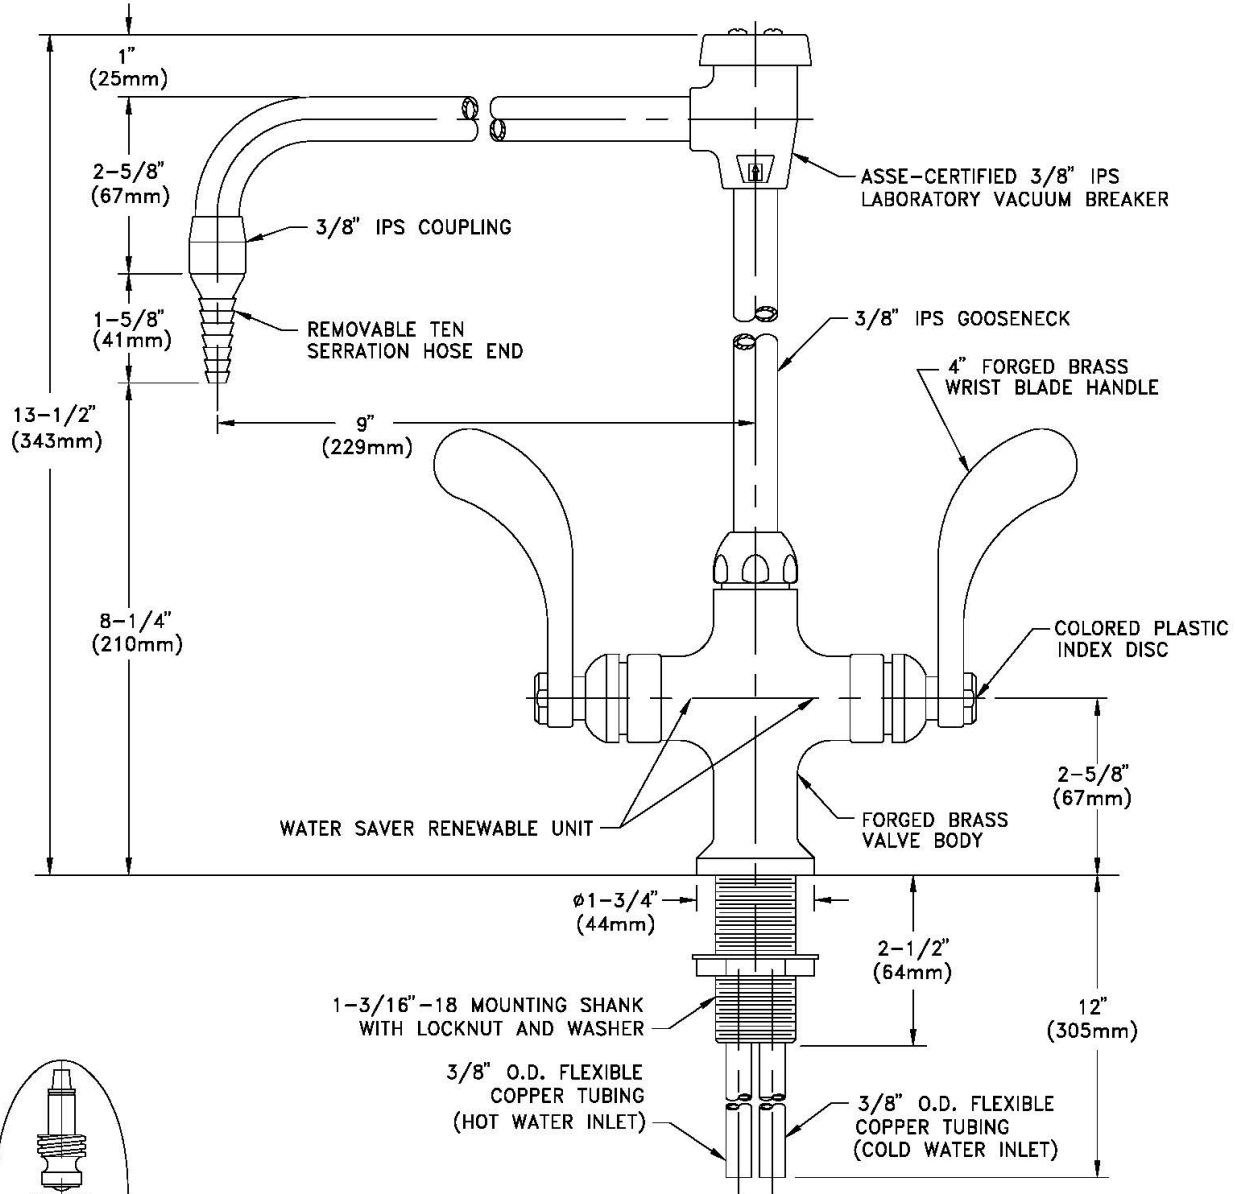 1"
(25mm)
2-5/8"
(67mm)
ASSE-CERTIFIED 3/8" IPS
LABORATORY VACUUM BREAKER
3/8" IPS COUPLING
1-5/8"
(41mm)
REMOVABLE TEN
SERRATION HOSE END
3/8" IPS GOOSENECK
4" FORGED BRASS
WRIST BLADE HANDLE
13-1/2"
(343mm)
9"
(229mm)
8-1/4"
(210mm)
COLORED PLASTIC
INDEX DISC
2-5/8"
(67mm)
WATER SAVER RENEWABLE UNIT
FORGED BRASS
VALVE BODY
ø1-3/4"
(44mm)
2-1/2"
(64mm)
1-3/16"-18 MOUNTING SHANK
WITH LOCKNUT AND WASHER
12"
(305mm)
3/8" O.D. FLEXIBLE
COPPER TUBING
(HOT WATER INLET)
3/8" O.D. FLEXIBLE
COPPER TUBING
(COLD WATER INLET)